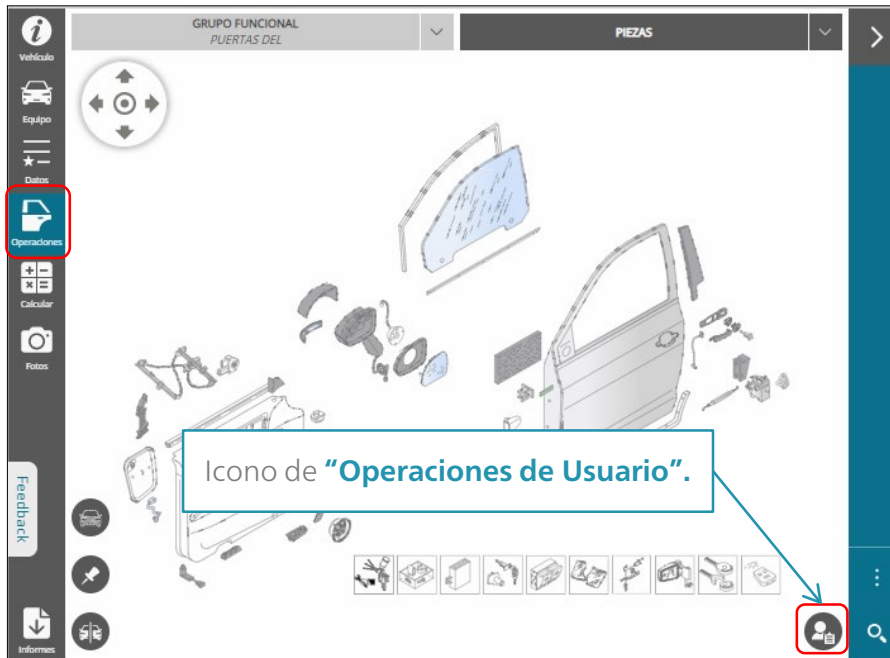 GRUPO FUNCIONAL
PUERTAS DEL
PIEZAS
Vehículo
Equipo
Datos
Operaciones
Calcular
Fotos
Icono de “Operaciones de Usuario”.
Feedback
Informes